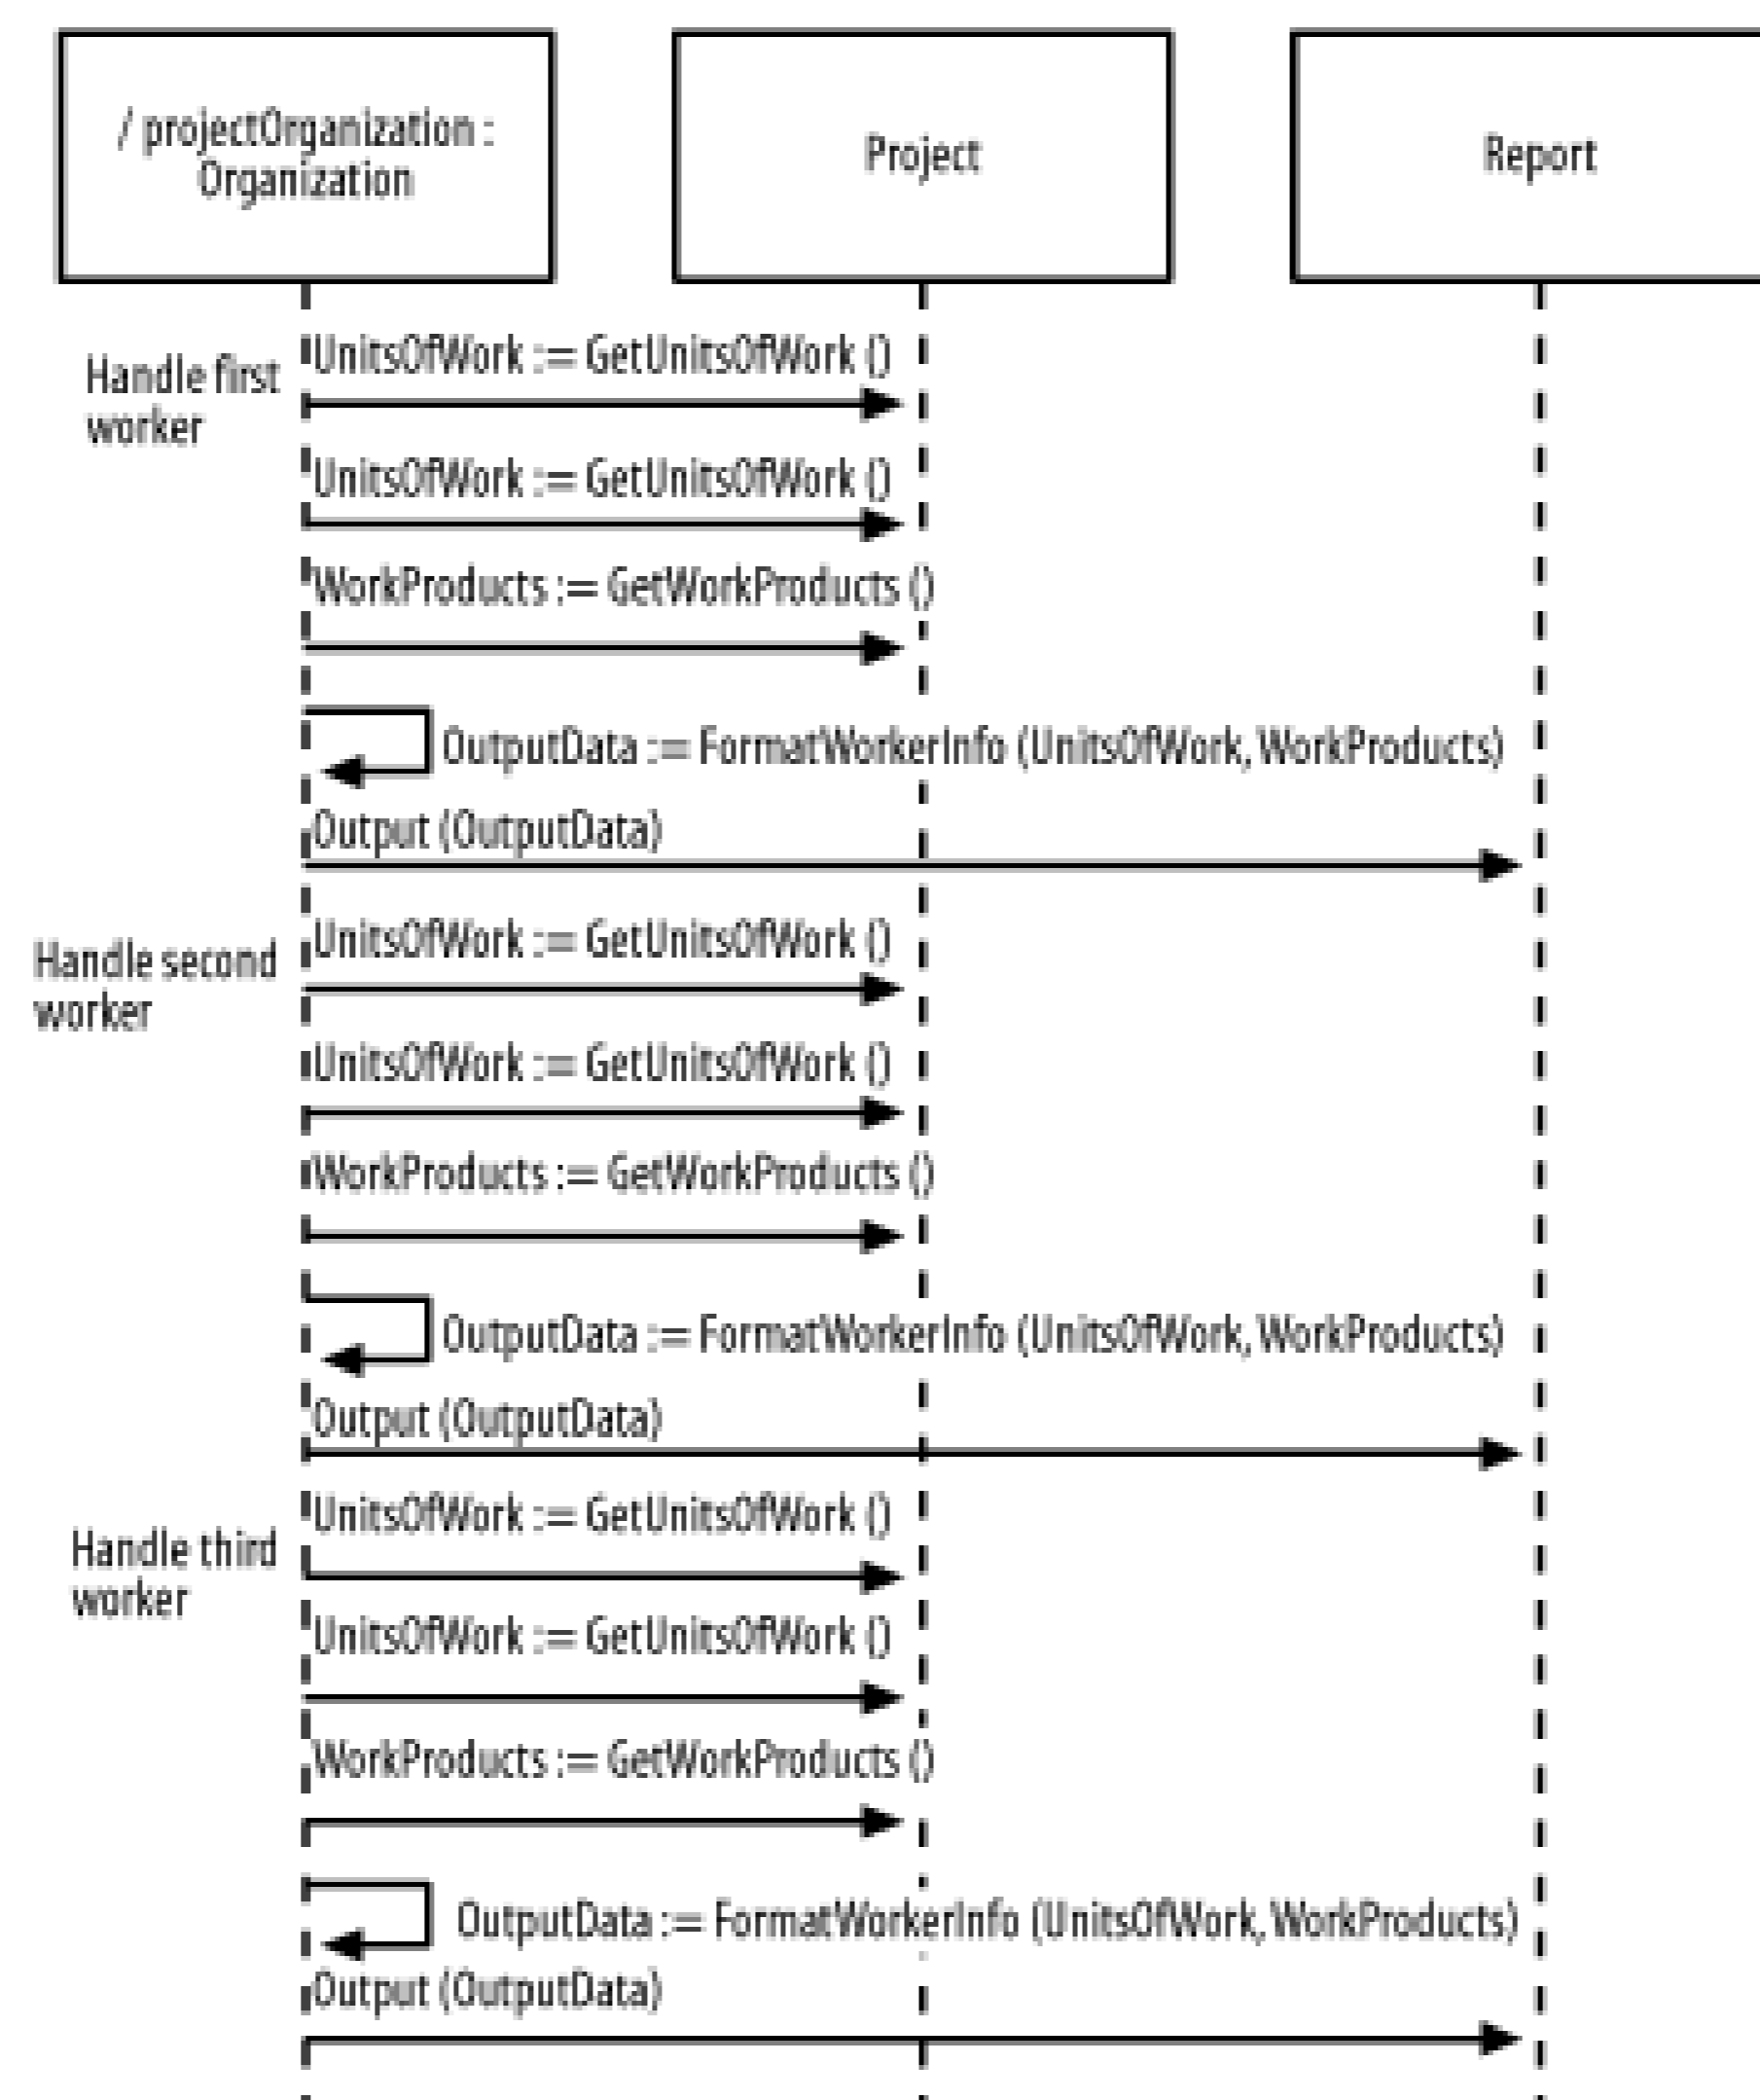 / projectOrganization :
Organization
Project
Report
Handle first
worker
UnitsOfWork := GetUnitsOfWork ()
UnitsOfWork := GetUnitsOfWork ()
WorkProducts := GetWorkProducts ()
OutputData := FormatWorkerInfo (UnitsOfWork, WorkProducts)
Output (OutputData)
Handle second
worker
UnitsOfWork := GetUnitsOfWork ()
UnitsOfWork := GetUnitsOfWork ()
WorkProducts := GetWorkProducts ()
OutputData := FormatWorkerInfo (UnitsOfWork, WorkProducts)
Output (OutputData)
Handle third
worker
UnitsOfWork := GetUnitsOfWork ()
UnitsOfWork := GetUnitsOfWork ()
WorkProducts := GetWorkProducts ()
OutputData := FormatWorkerInfo (UnitsOfWork, WorkProducts)
Output (OutputData)